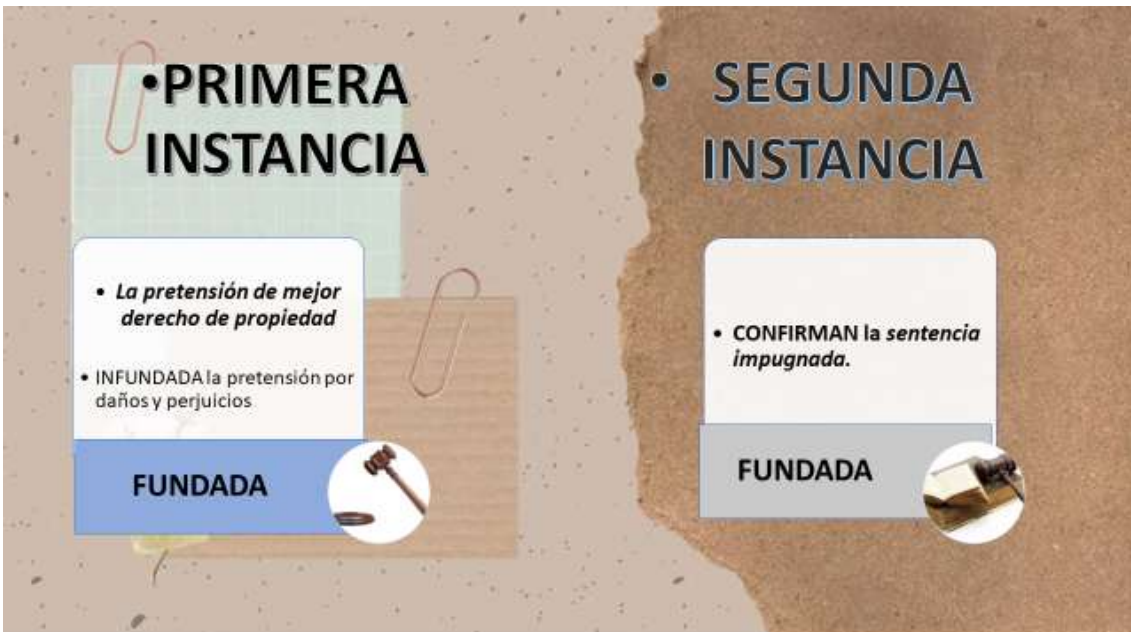 •PRIMERA
INSTANCIA
• La pretensión de mejor
derecho de propiedad
• INFUNDADA la pretensión por
daños y perjuicios
FUNDADA
• SEGUNDA
INSTANCIA
• CONFIRMAN la sentencia
impugnada.
FUNDADA